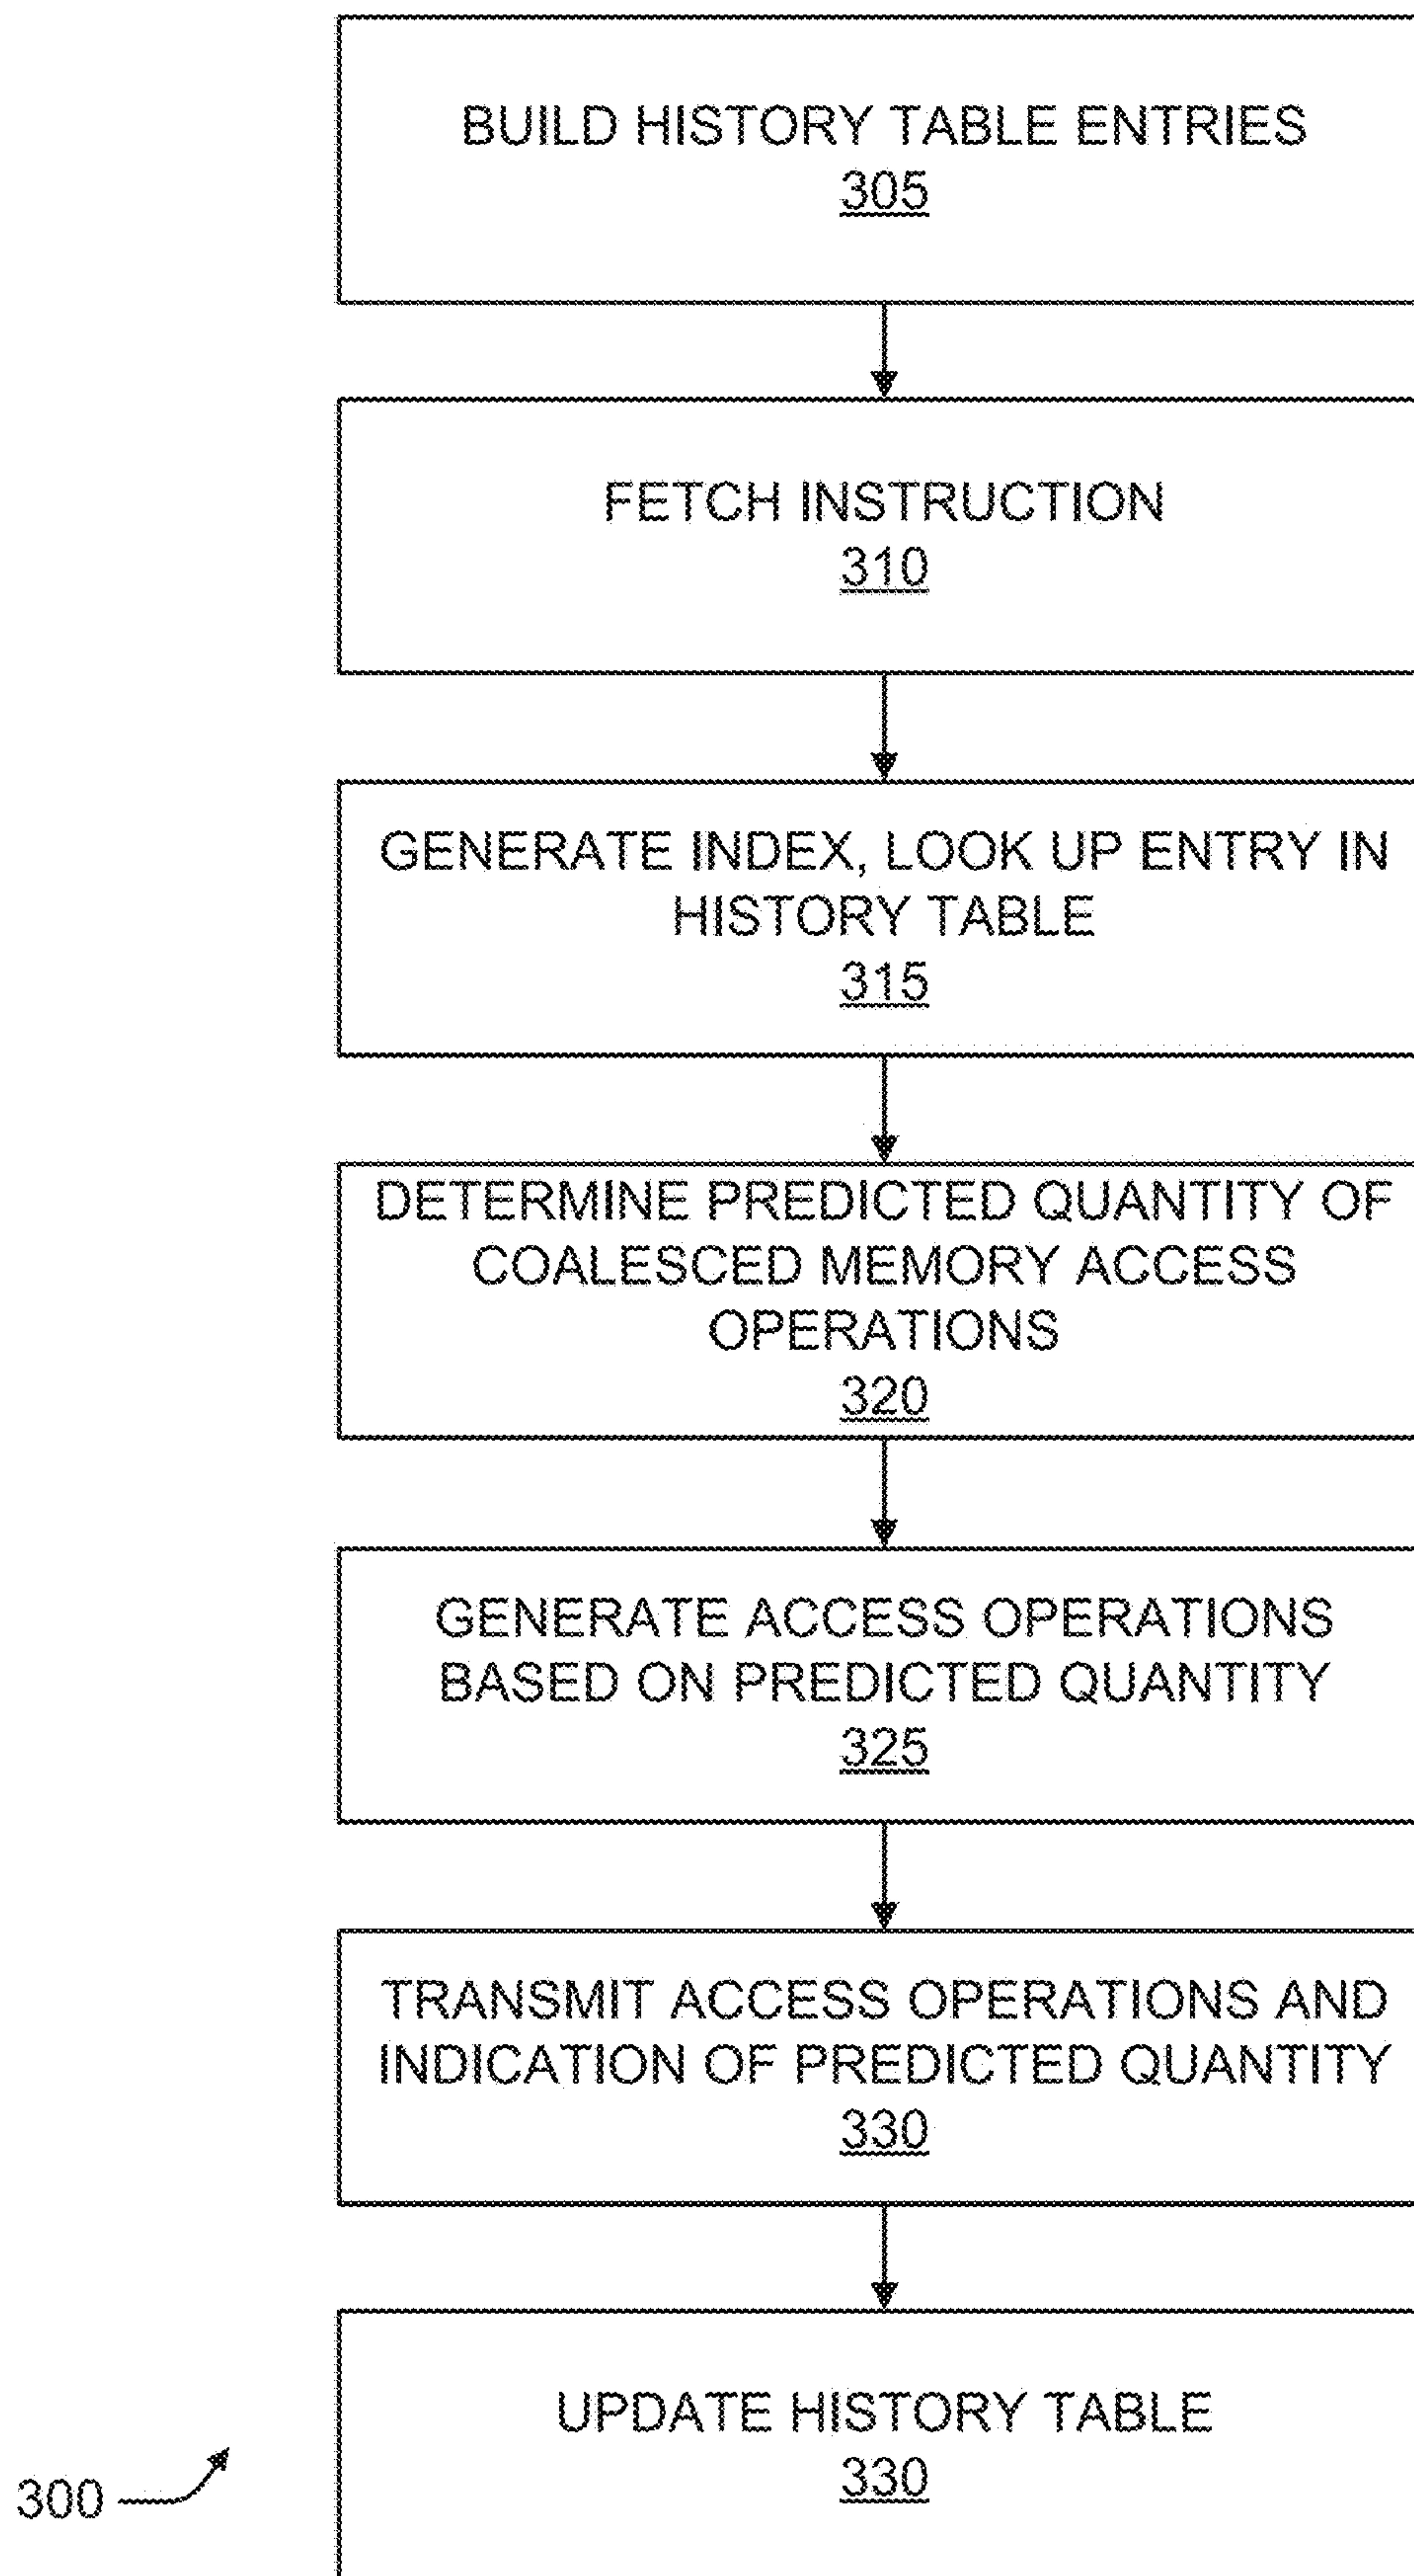 BUILD HISTORY TABLE ENTRIES
305
FETCH INSTRUCTION
310
GENERATE INDEX, LOOK UP ENTRY IN
HISTORY TABLE
315
DETERMINE PREDICTED QUANTITY OF
COALESCED MEMORY ACCESS
OPERATIONS
320
GENERATE ACCESS OPERATIONS
BASED ON PREDICTED QUANTITY
325
TRANSMIT ACCESS OPERATIONS AND
INDICATION OF PREDICTED QUANTITY
330
UPDATE HISTORY TABLE
330
300